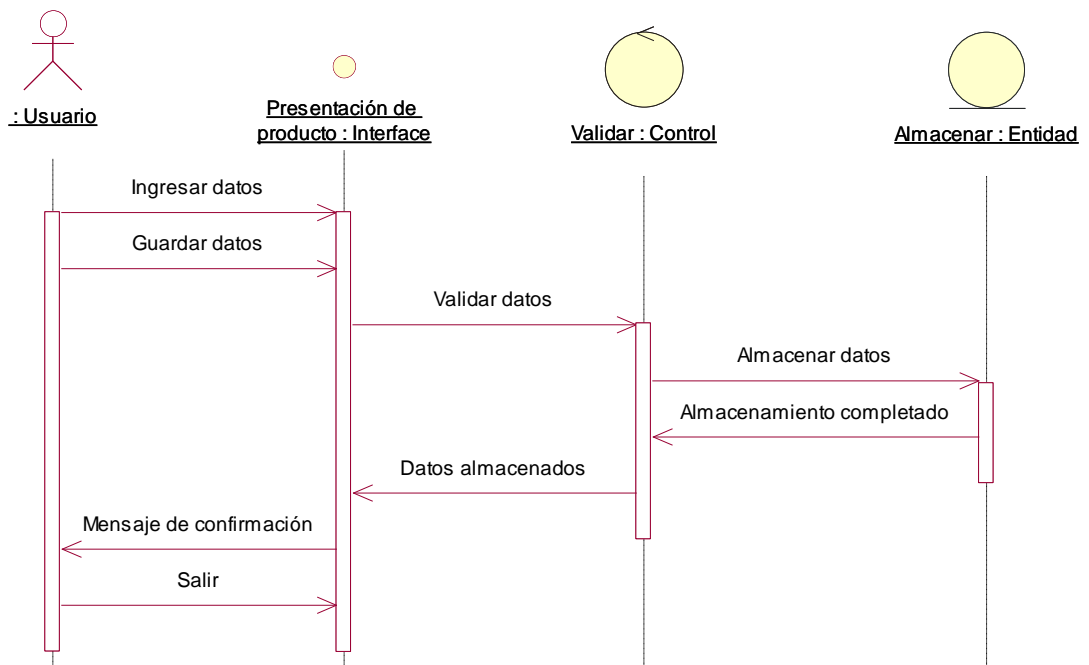 : Usuario
Presentación de
producto : Interface
Validar : Control
Almacenar : Entidad
Ingresar datos
Guardar datos
Validar datos
Almacenar datos
Almacenamiento completado
Datos almacenados
Mensaje de confirmación
Salir